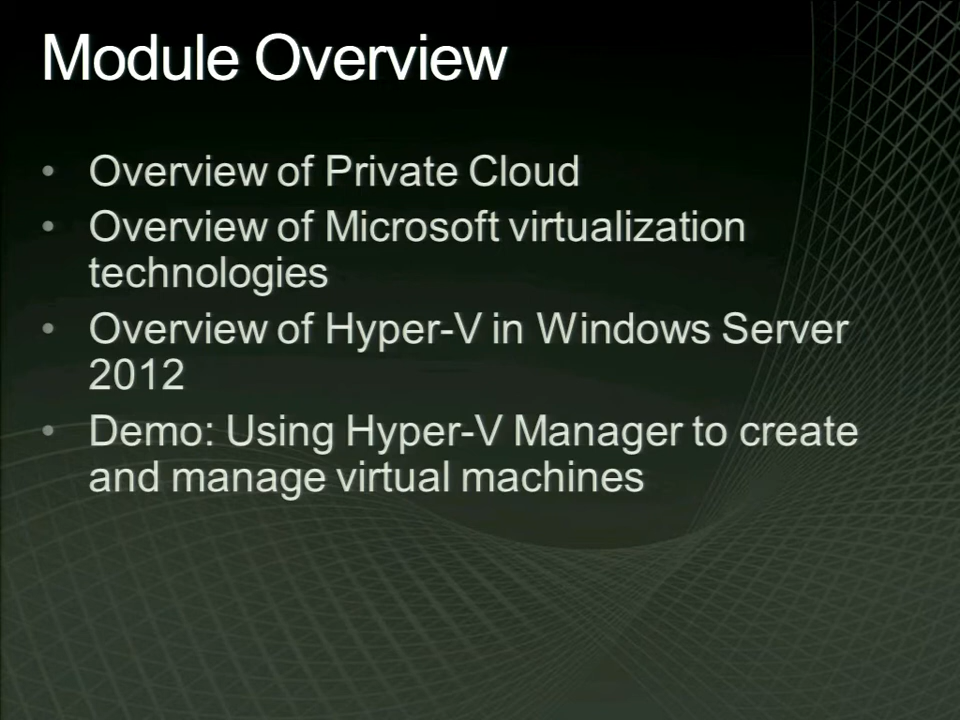 Module Overview
• Overview of Private Cloud
• Overview of Microsoft virtualization
technologies
• Overview of Hyper-V in Windows Server
2012
• Demo: Using Hyper-V Manager to create
and manage virtual machines